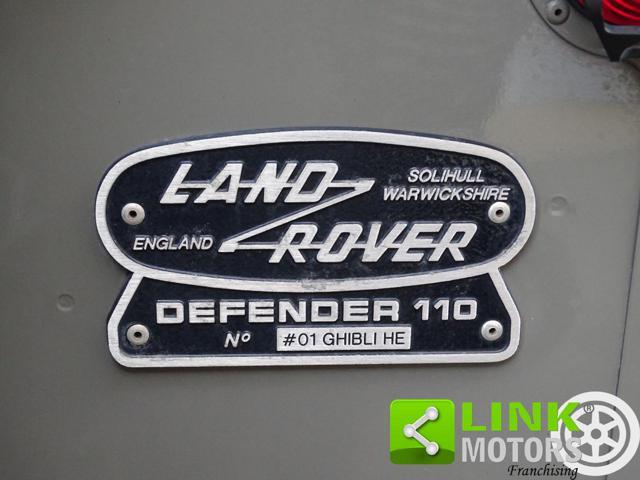 LAND ROVER
SOLIHULL
WARWICKSHIRE
ENGLAND
DEFENDER 110
Nº #01 GHIBLI HE
LINK
MOTORS®
Franchising